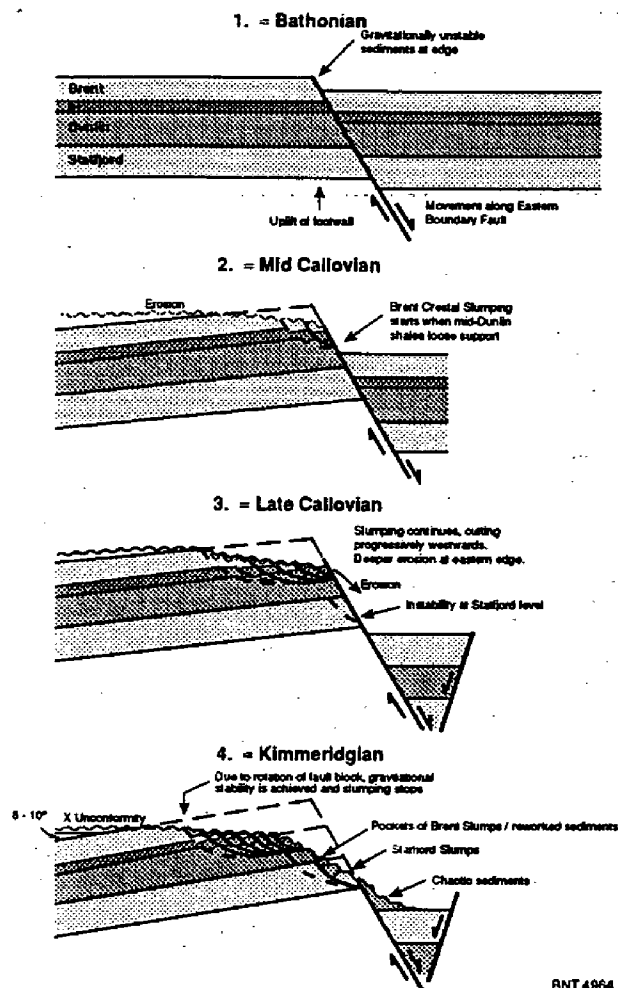 1. = Bathonian
Gravitationally unstable
sediments at edge
Brent
Dunlin
Statfjord
Uplift of footwall
Movement along Eastern
Boundary Fault
2. = Mid Callovian
Erosion
Brent Crestal Slumping
starts when mid-Dunlin
shales loose support
3. = Late Callovian
Slumping continues, cutting
progressively westwards.
Deeper erosion at eastern edge.
Erosion
Instability at Statfjord level
4. = Kimmeridgian
Due to rotation of fault block, gravitational
stability is achieved and slumping stops
8 - 10°
X Unconformity
Pockets of Brent Slumps / reworked sediments
Statfjord Slumps
Chaotic sediments
BNT 4964